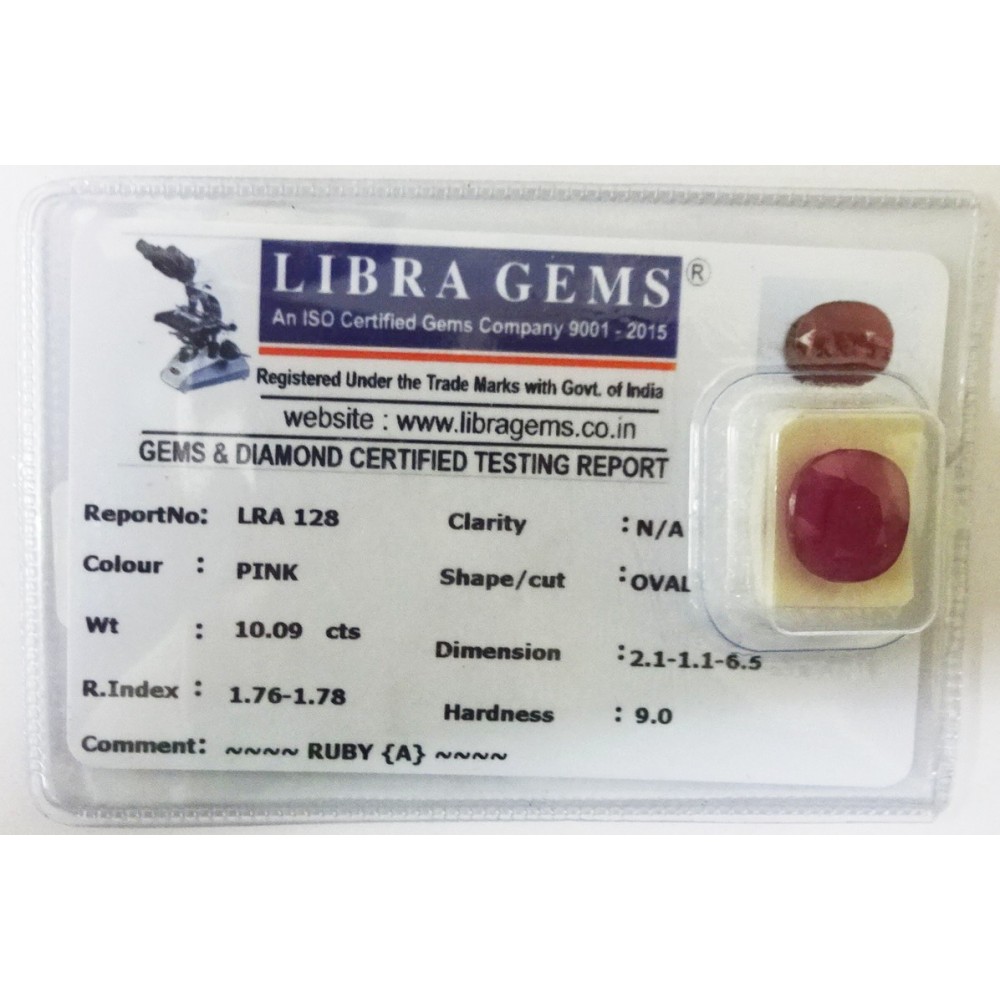 LIBRA GEMS ®
An ISO Certified Gems Company 9001 - 2015
Registered Under the Trade Marks with Govt. of India
website : www.libragems.co.in
GEMS & DIAMOND CERTIFIED TESTING REPORT
ReportNo: LRA 128
Colour : PINK
Wt : 10.09 cts
R.Index : 1.76-1.78
Clarity : N/A
Shape/cut : OVAL
Dimension : 2.1-1.1-6.5
Hardness : 9.0
Comment: ~~~~ RUBY {A} ~~~~